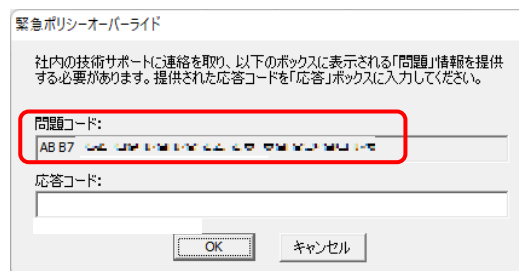 緊急ポリシーオーバーライド
社内の技術サポートに連絡を取り、以下のボックスに表示される「問題」情報を提供
する必要があります。提供された応答コードを「応答」ボックスに入力してください。
問題コード:
AB B7
応答コード:
OK キャンセル